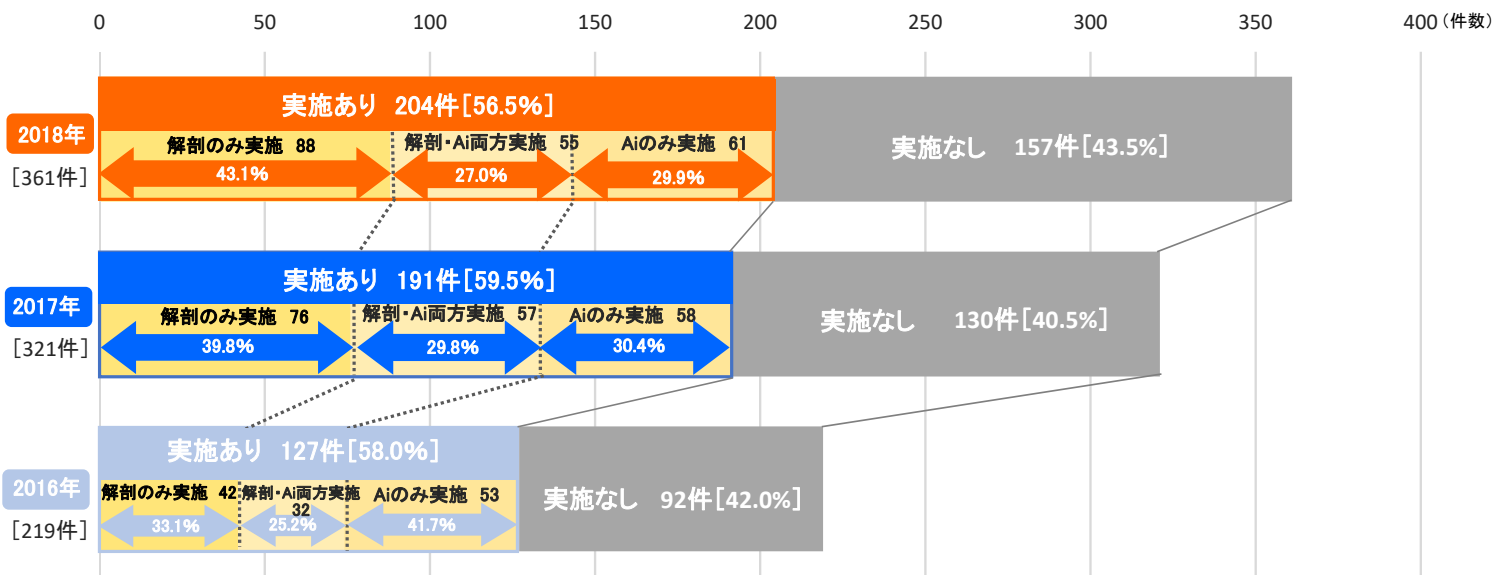 0 50 100 150 200 250 300 350 400（件数）
実施あり 204件[56.5%]
2018年
[361件]
解剖のみ実施 88
43.1%
解剖・Ai両方実施 55
27.0%
Aiのみ実施 61
29.9%
実施なし 157件[43.5%]
実施あり 191件[59.5%]
2017年
[321件]
解剖のみ実施 76
39.8%
解剖・Ai両方実施 57
29.8%
Aiのみ実施 58
30.4%
実施なし 130件[40.5%]
実施あり 127件[58.0%]
2016年
[219件]
解剖のみ実施 42
33.1%
解剖・Ai両方実施
32
25.2%
Aiのみ実施 53
41.7%
実施なし 92件[42.0%]